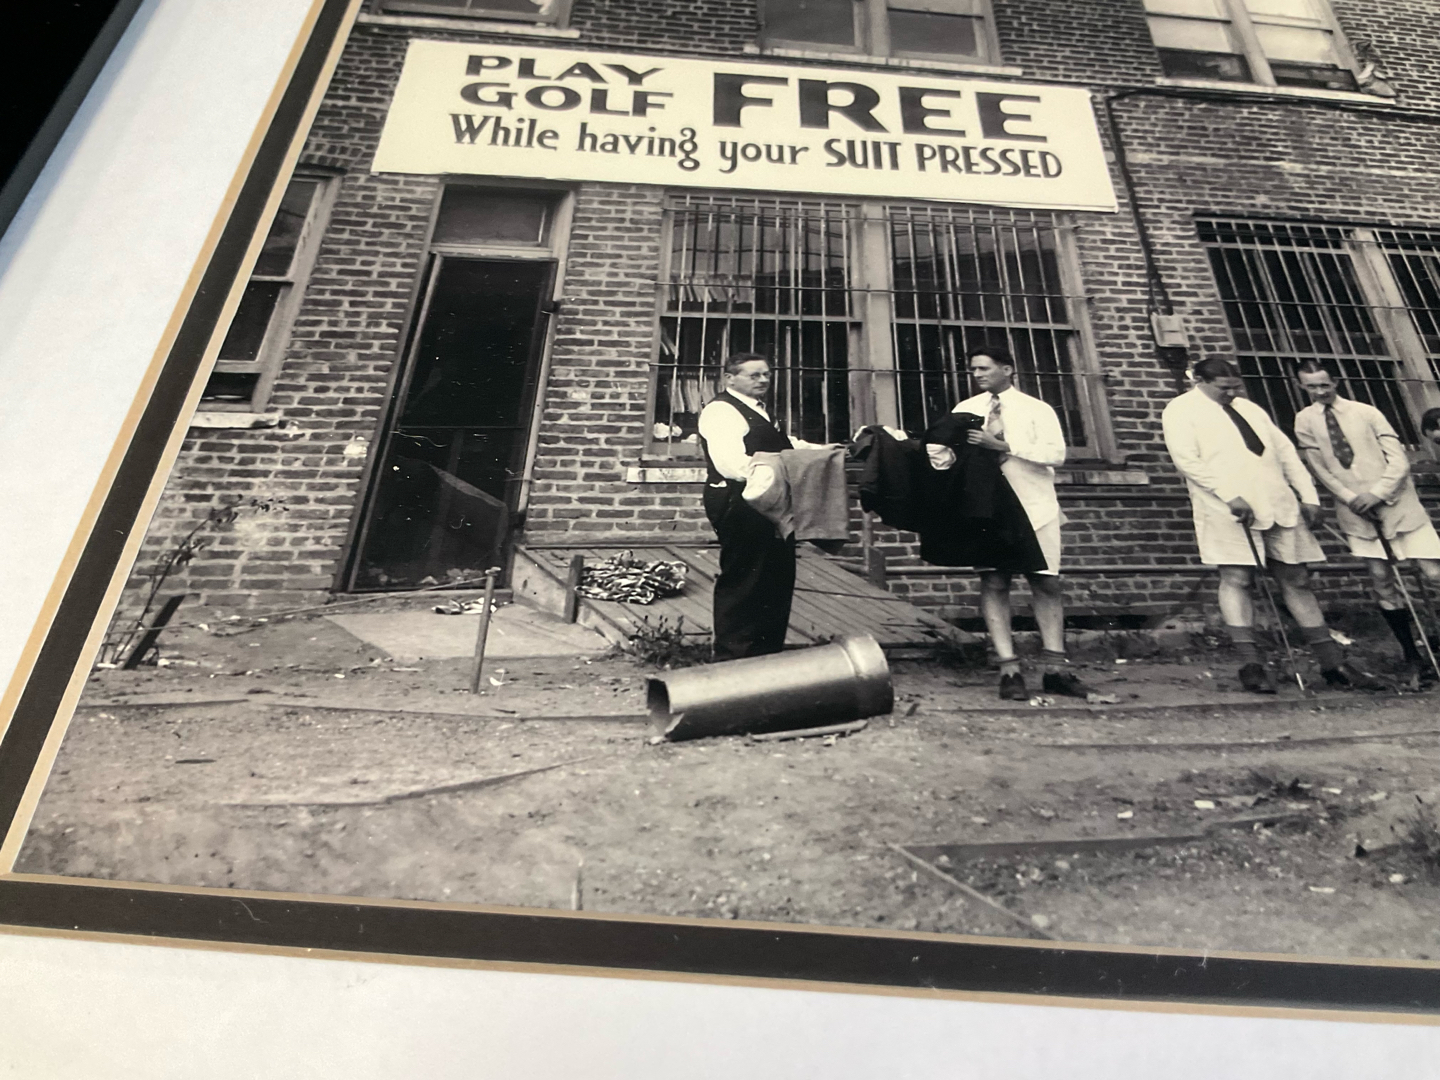 PLAY
GOLF FREE
While having your SUIT PRESSED